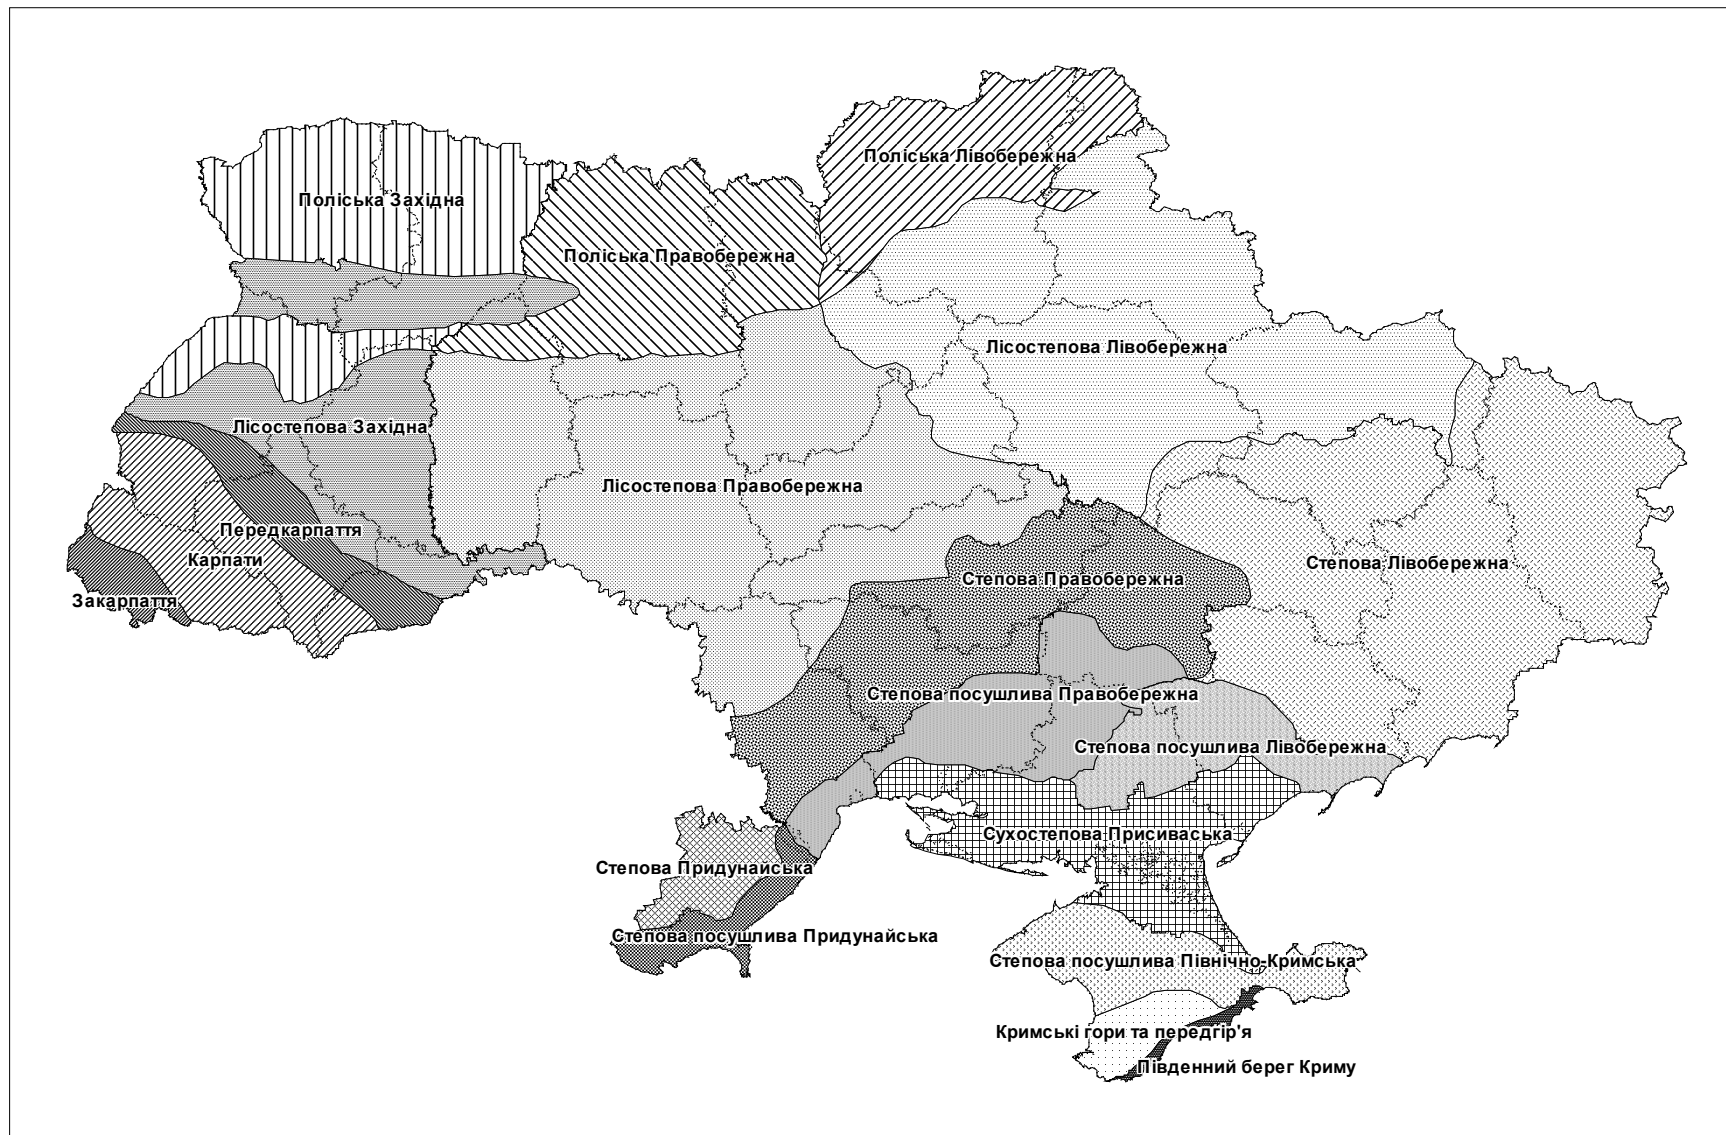 Поліська Лівобережна
Поліська Західна
Поліська Правобережна
Лісостепова Лівобережна
Лісостепова Західна
Лісостепова Правобережна
Передкарпаття
Карпати
Степова Лівобережна
Степова Правобережна
Закарпаття
Степова посушлива Правобережна
Степова посушлива Лівобережна
Сухостепова Присиваська
Степова Придунайська
Степова посушлива Придунайська
Степова посушлива Північно-Кримська
Кримські гори та передгір'я
Південний берег Криму